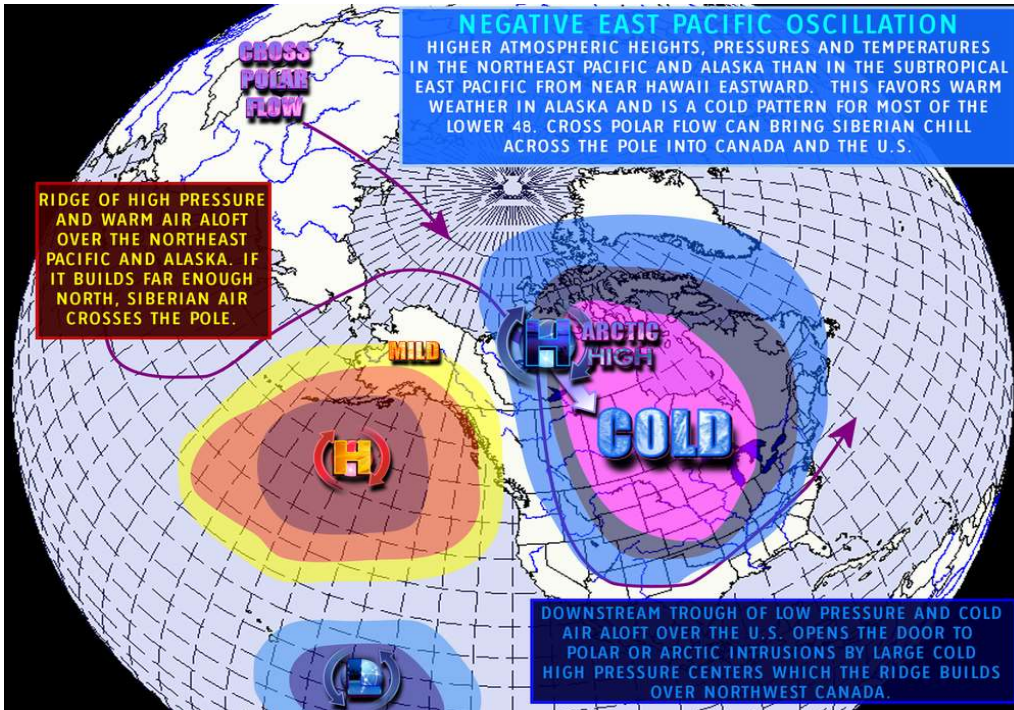 NEGATIVE EAST PACIFIC OSCILLATION
HIGHER ATMOSPHERIC HEIGHTS, PRESSURES AND TEMPERATURES
IN THE NORTHEAST PACIFIC AND ALASKA THAN IN THE SUBTROPICAL
EAST PACIFIC FROM NEAR HAWAII EASTWARD. THIS FAVORS WARM
WEATHER IN ALASKA AND IS A COLD PATTERN FOR MOST OF THE
LOWER 48. CROSS POLAR FLOW CAN BRING SIBERIAN CHILL
ACROSS THE POLE INTO CANADA AND THE U.S.
CROSS
POLAR
FLOW
RIDGE OF HIGH PRESSURE
AND WARM AIR ALOFT
OVER THE NORTHEAST
PACIFIC AND ALASKA. IF
IT BUILDS FAR ENOUGH
NORTH, SIBERIAN AIR
CROSSES THE POLE.
MILD
H ARCTIC
HIGH
COLD
H
DOWNSTREAM TROUGH OF LOW PRESSURE AND COLD
AIR ALOFT OVER THE U.S. OPENS THE DOOR TO
POLAR OR ARCTIC INTRUSIONS BY LARGE COLD
HIGH PRESSURE CENTERS WHICH THE RIDGE BUILDS
OVER NORTHWEST CANADA.
L